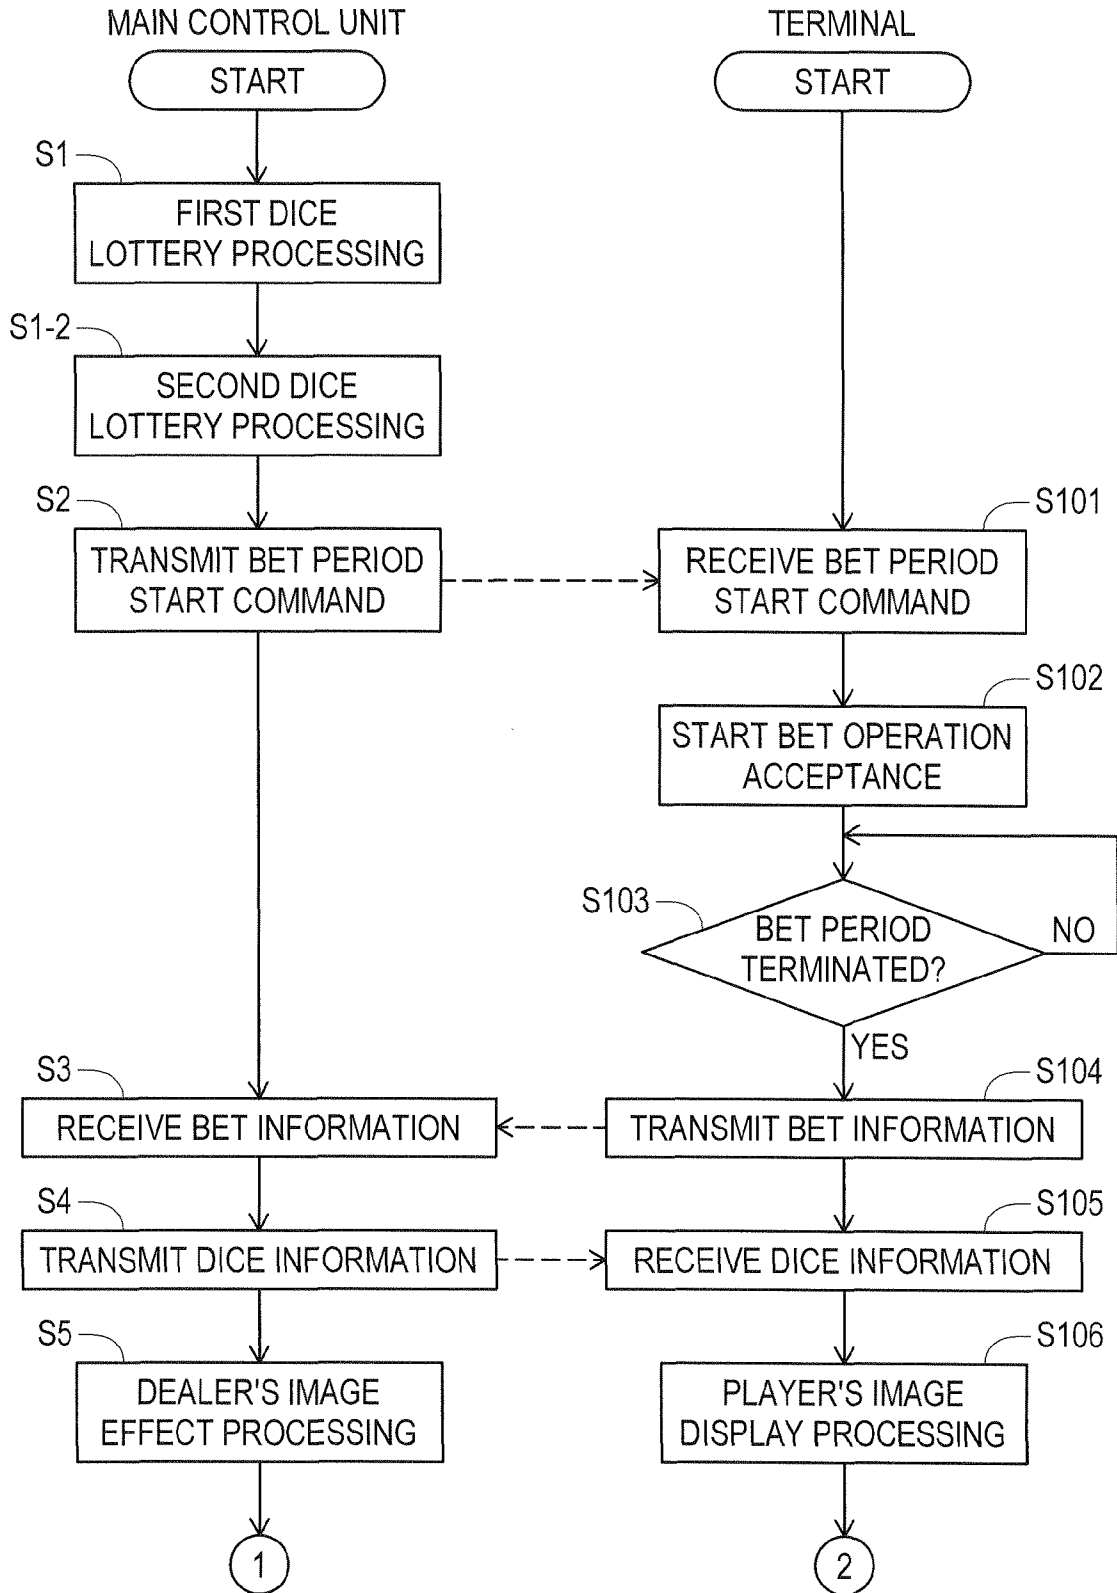 MAIN CONTROL UNIT
TERMINAL
START
START
S1
FIRST DICE
LOTTERY PROCESSING
S1-2
SECOND DICE
LOTTERY PROCESSING
S2
TRANSMIT BET PERIOD
START COMMAND
S101
RECEIVE BET PERIOD
START COMMAND
S102
START BET OPERATION
ACCEPTANCE
S103
BET PERIOD
TERMINATED?
NO
YES
S3
RECEIVE BET INFORMATION
S104
TRANSMIT BET INFORMATION
S4
TRANSMIT DICE INFORMATION
S105
RECEIVE DICE INFORMATION
S5
DEALER'S IMAGE
EFFECT PROCESSING
S106
PLAYER'S IMAGE
DISPLAY PROCESSING
1
2